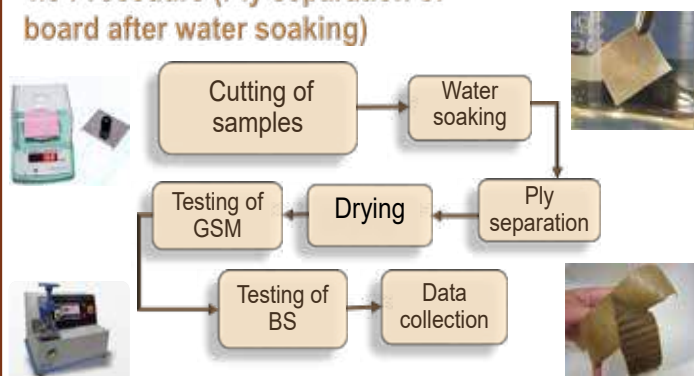 board after water soaking)
Cutting of
samples
Water
soaking
Ply
separation
Drying
Testing of
GSM
Testing of
BS
Data
collection